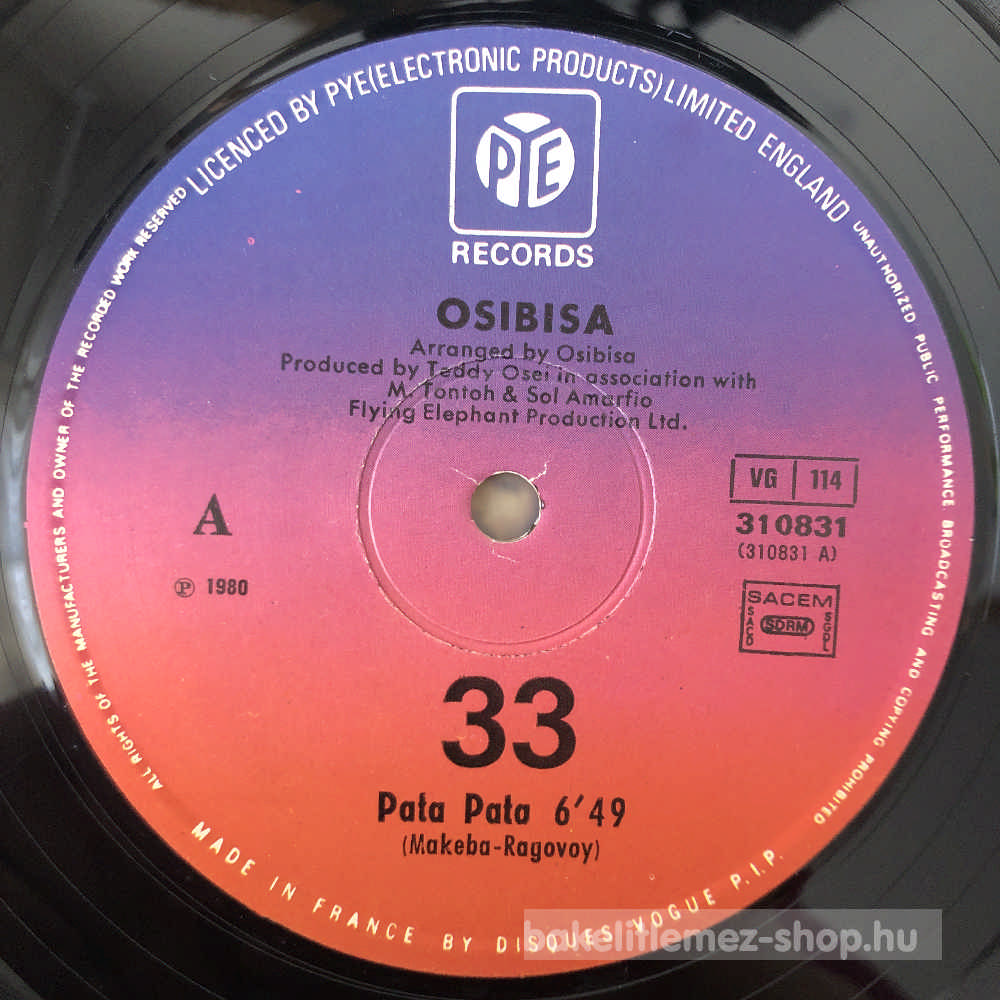 LICENCED BY PYE (ELECTRONIC PRODUCTS) LIMITED ENGLAND
UNAUTHORIZED PUBLIC PERFORMANCE BROADCASTING AND COPYING PROHIBITED
ALL RIGHTS OF THE MANUFACTURERS AND OWNER OF THE RECORDED WORK RESERVED
PYE
RECORDS
OSIBISA
Arranged by Osibisa
Produced by Teddy Osei in association with
M. Tontoh & Sol Amarfio
Flying Elephant Production Ltd.
VG 114
310831
(310831 A)
A
℗ 1980
SACEM
SACD SDRM SGDL
33
Pata Pata 6'49
(Makeba-Ragovoy)
MADE IN FRANCE BY DISQUES VOGUE P.I.P.
bakelitlemez-shop.hu